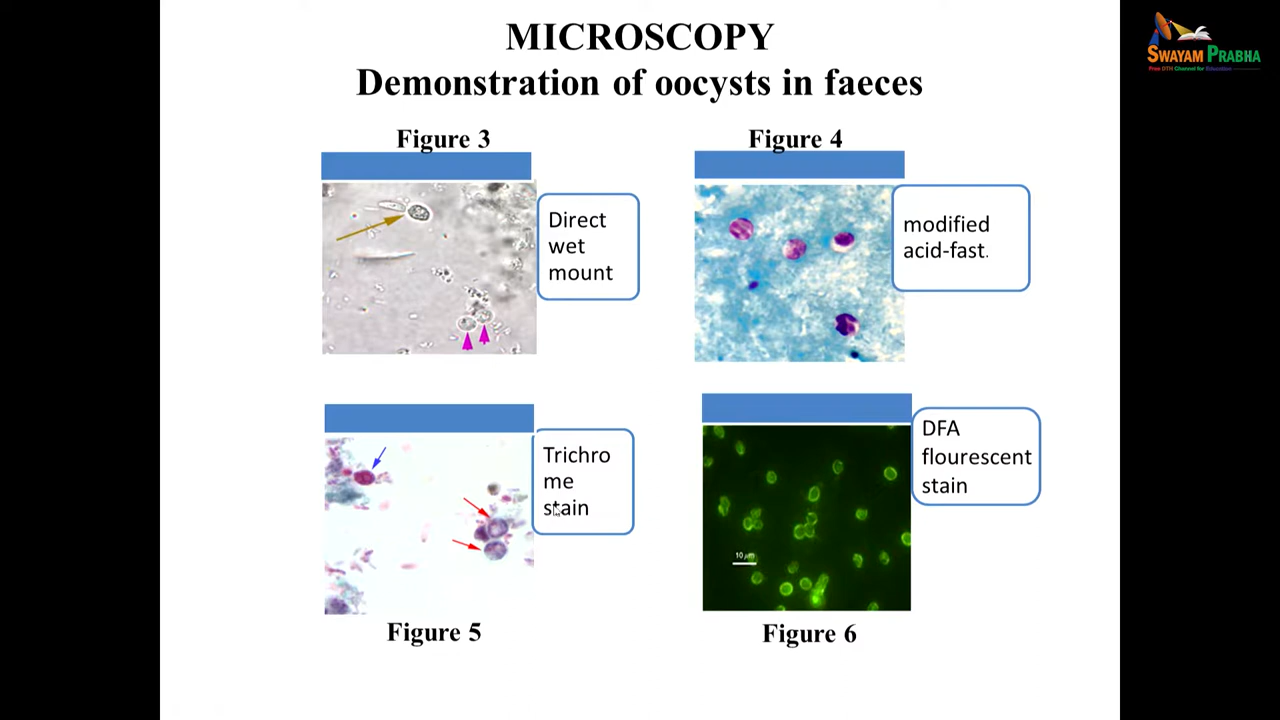 MICROSCOPY
Demonstration of oocysts in faeces
SWAYAM PRABHA
Free DTH Channel for Education
Figure 3
Figure 4
Direct
wet
mount
modified
acid-fast.
Trichro
me
stain
DFA
flourescent
stain
10 µm
Figure 5
Figure 6